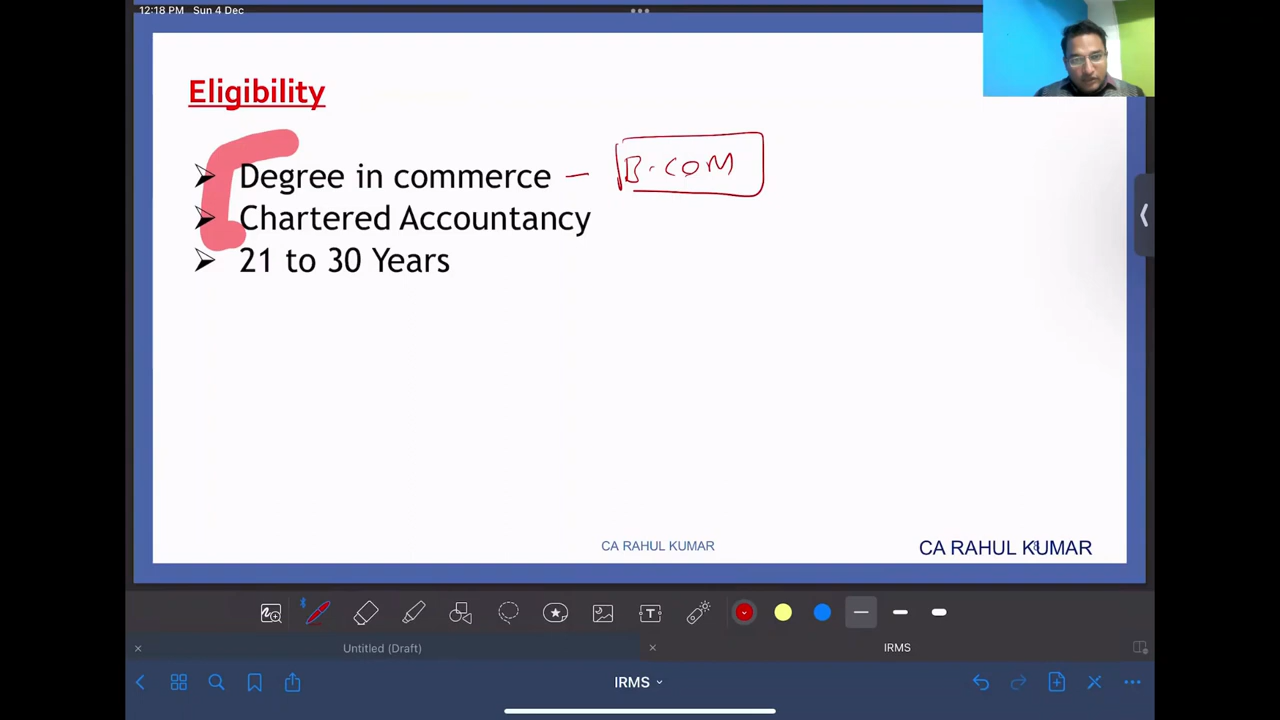 12:18 PM Sun 4 Dec
Eligibility
Degree in commerce — B.COM
Chartered Accountancy
21 to 30 Years
CA RAHUL KUMAR
CA RAHUL KUMAR
T
Untitled (Draft)
IRMS
IRMS